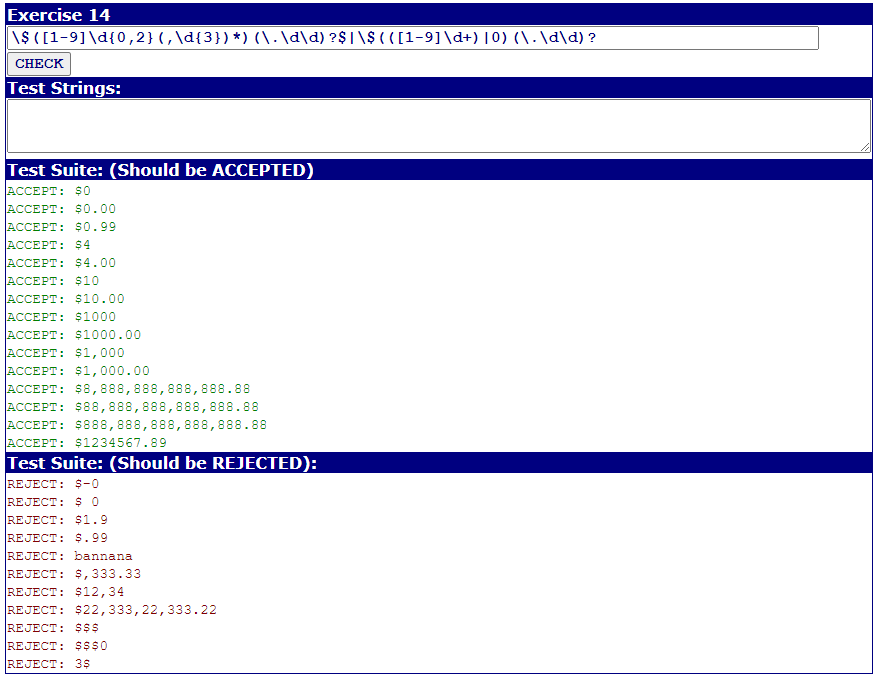 Exercise 14
\$([1-9]\d{0,2}(,\d{3})*)(\.\d\d)?$|\$(([1-9]\d+)|0)(\.\d\d)?
CHECK
Test Strings:
Test Suite: (Should be ACCEPTED)
ACCEPT: $0
ACCEPT: $0.00
ACCEPT: $0.99
ACCEPT: $4
ACCEPT: $4.00
ACCEPT: $10
ACCEPT: $10.00
ACCEPT: $1000
ACCEPT: $1000.00
ACCEPT: $1,000
ACCEPT: $1,000.00
ACCEPT: $8,888,888,888,888.88
ACCEPT: $88,888,888,888,888.88
ACCEPT: $888,888,888,888,888.88
ACCEPT: $1234567.89
Test Suite: (Should be REJECTED):
REJECT: $-0
REJECT: $ 0
REJECT: $1.9
REJECT: $.99
REJECT: bannana
REJECT: $,333.33
REJECT: $12,34
REJECT: $22,333,22,333.22
REJECT: $$$
REJECT: $$$0
REJECT: 3$